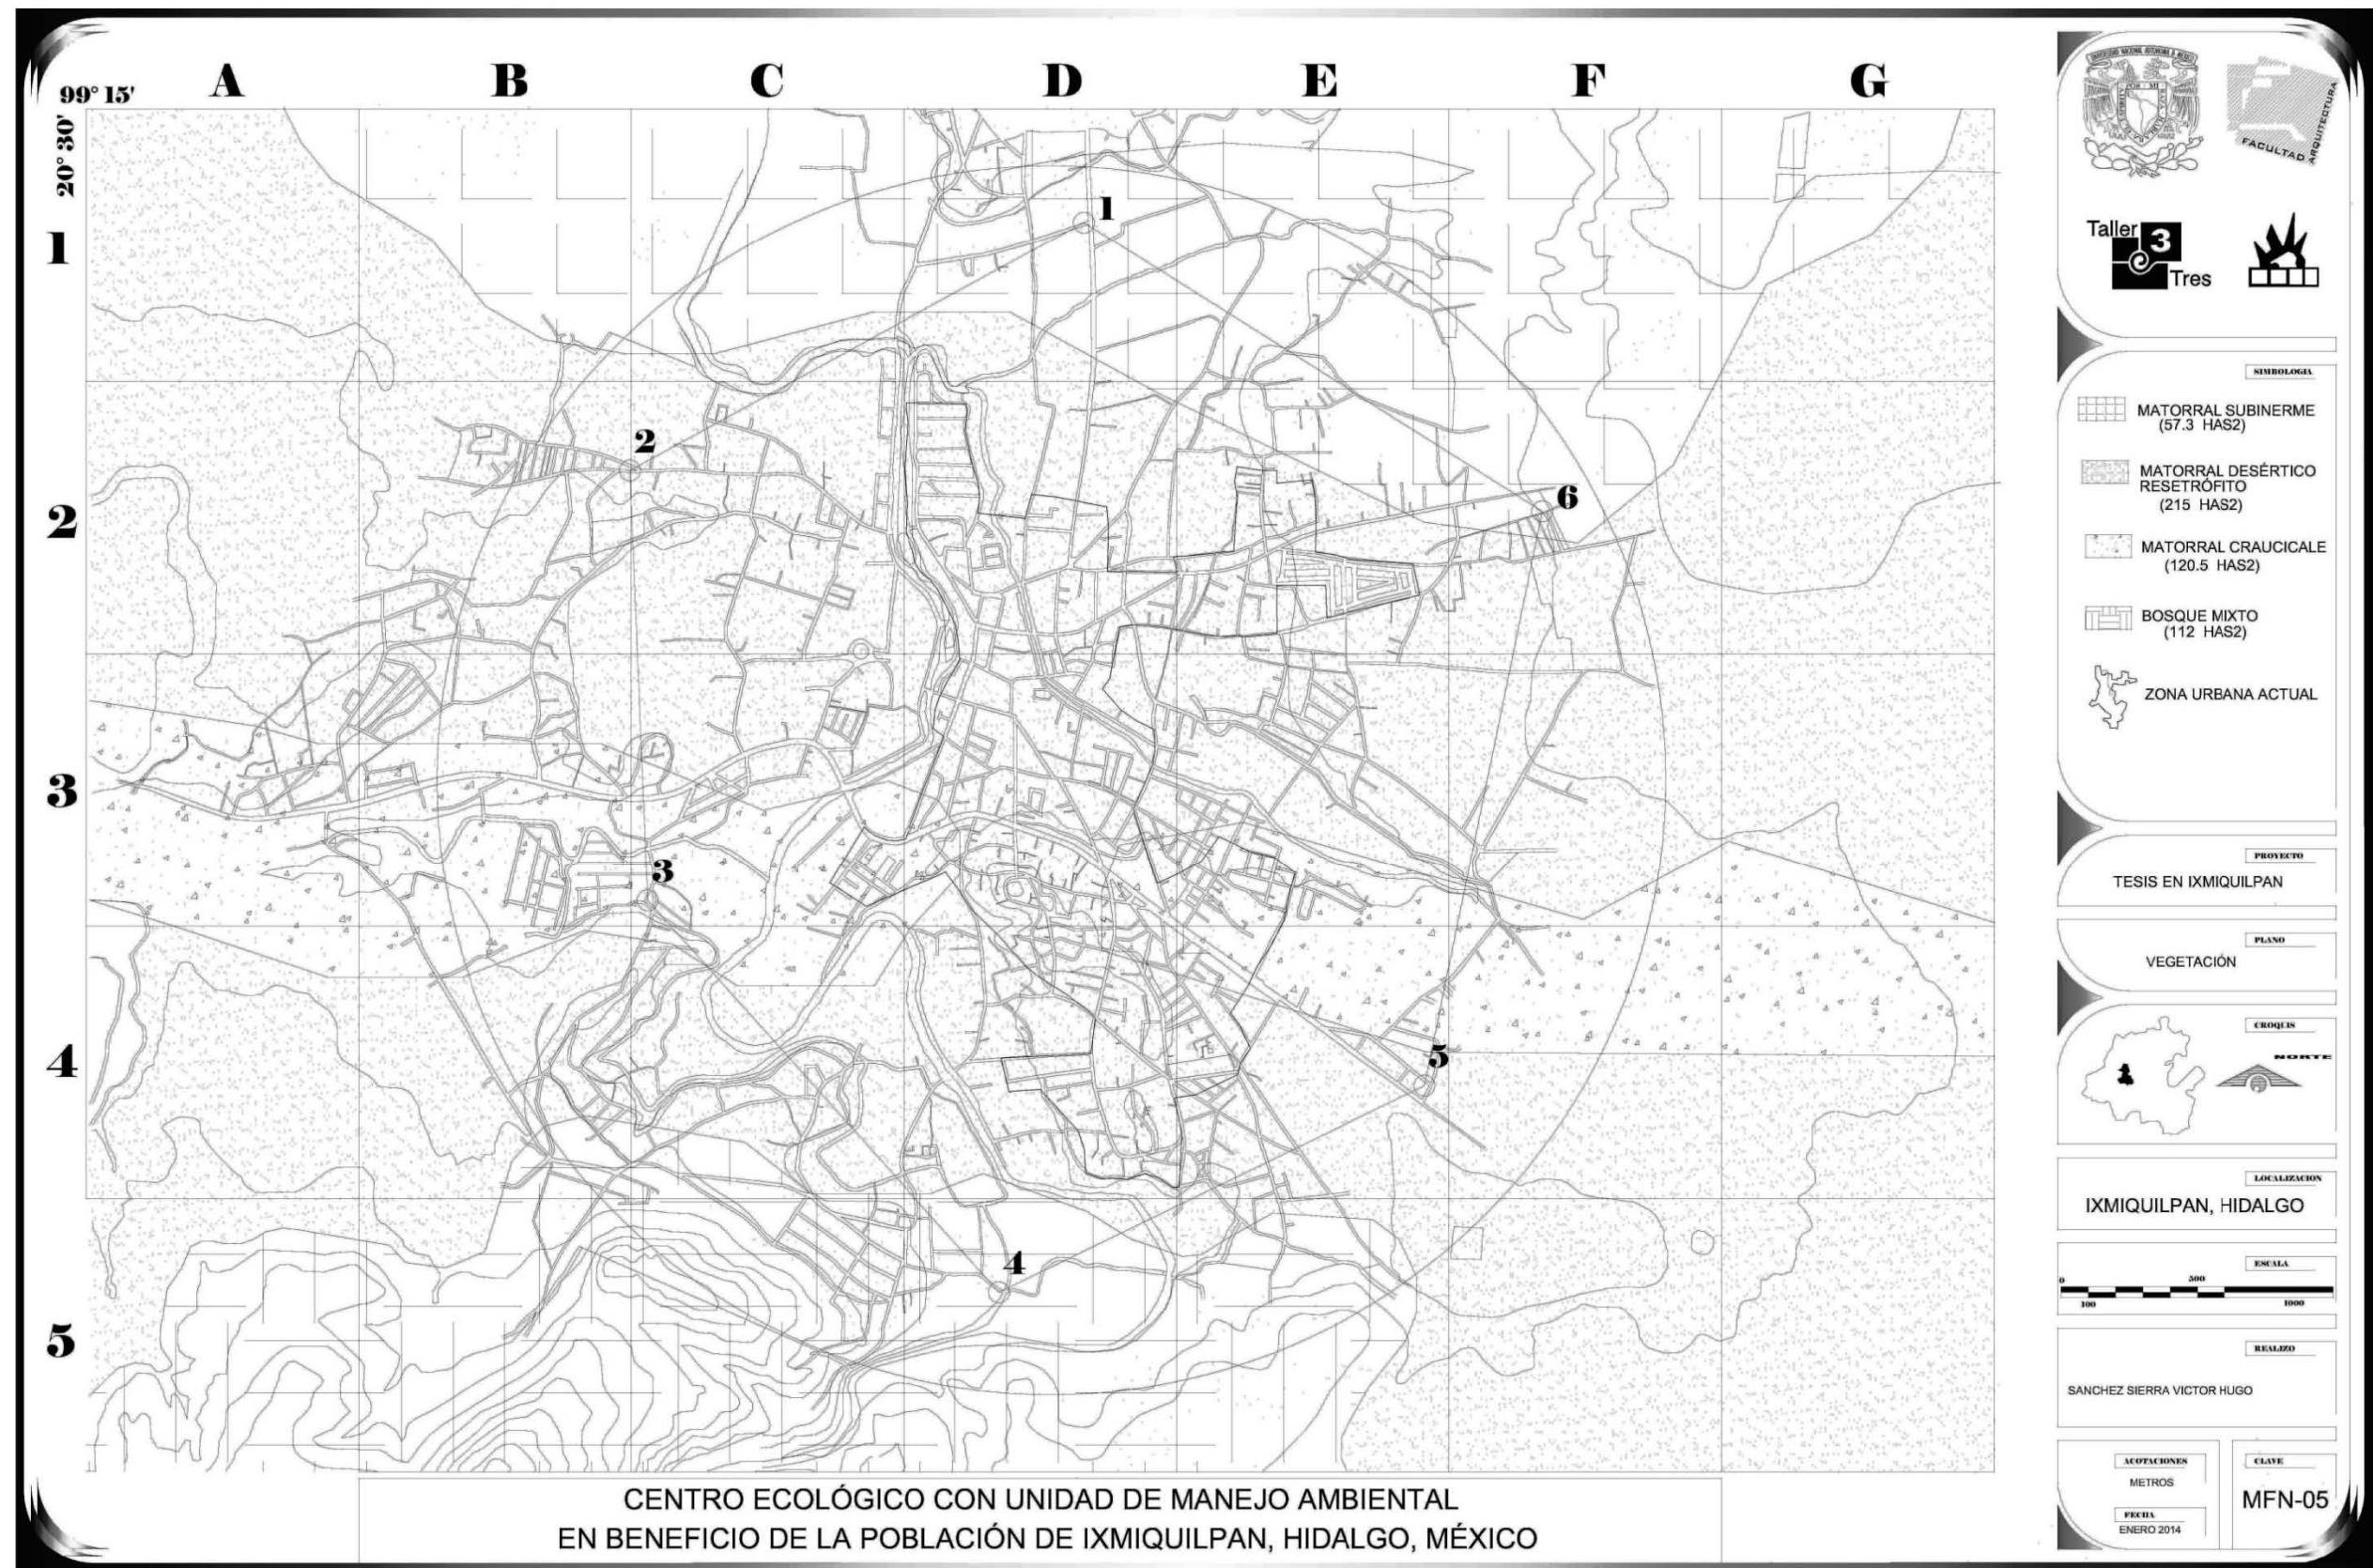 A B C D E F G
99° 15'
20° 30'
1
2
3
4
5
1
2
3
4
5
6
CENTRO ECOLÓGICO CON UNIDAD DE MANEJO AMBIENTAL
EN BENEFICIO DE LA POBLACIÓN DE IXMIQUILPAN, HIDALGO, MÉXICO
FACULTAD ARQUITECTURA
Taller 3
Tres
SIMBOLOGIA
MATORRAL SUBINERME
(57.3 HAS2)
MATORRAL DESÉRTICO
RESETRÓFITO
(215 HAS2)
MATORRAL CRAUCICALE
(120.5 HAS2)
BOSQUE MIXTO
(112 HAS2)
ZONA URBANA ACTUAL
PROYECTO
TESIS EN IXMIQUILPAN
PLANO
VEGETACIÓN
CROQUIS
NORTE
LOCALIZACION
IXMIQUILPAN, HIDALGO
ESCALA
0 500
100 1000
REALIZO
SANCHEZ SIERRA VICTOR HUGO
ACOTACIONES
METROS
FECHA
ENERO 2014
CLAVE
MFN-05